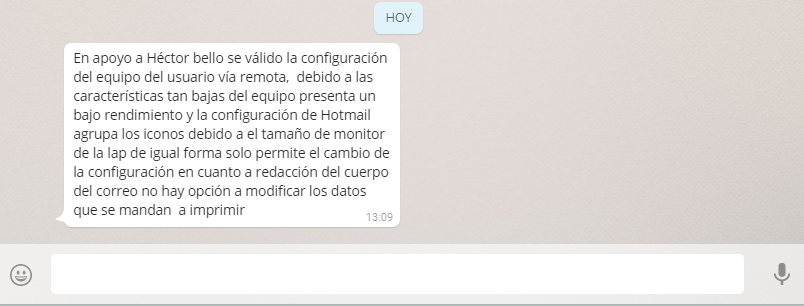 HOY
En apoyo a Héctor bello se válido la configuración
del equipo del usuario vía remota,  debido a las
características tan bajas del equipo presenta un
bajo rendimiento y la configuración de Hotmail
agrupa los iconos debido a el tamaño de monitor
de la lap de igual forma solo permite el cambio de
la configuración en cuanto a redacción del cuerpo
del correo no hay opción a modificar los datos
que se mandan  a imprimir
13:09